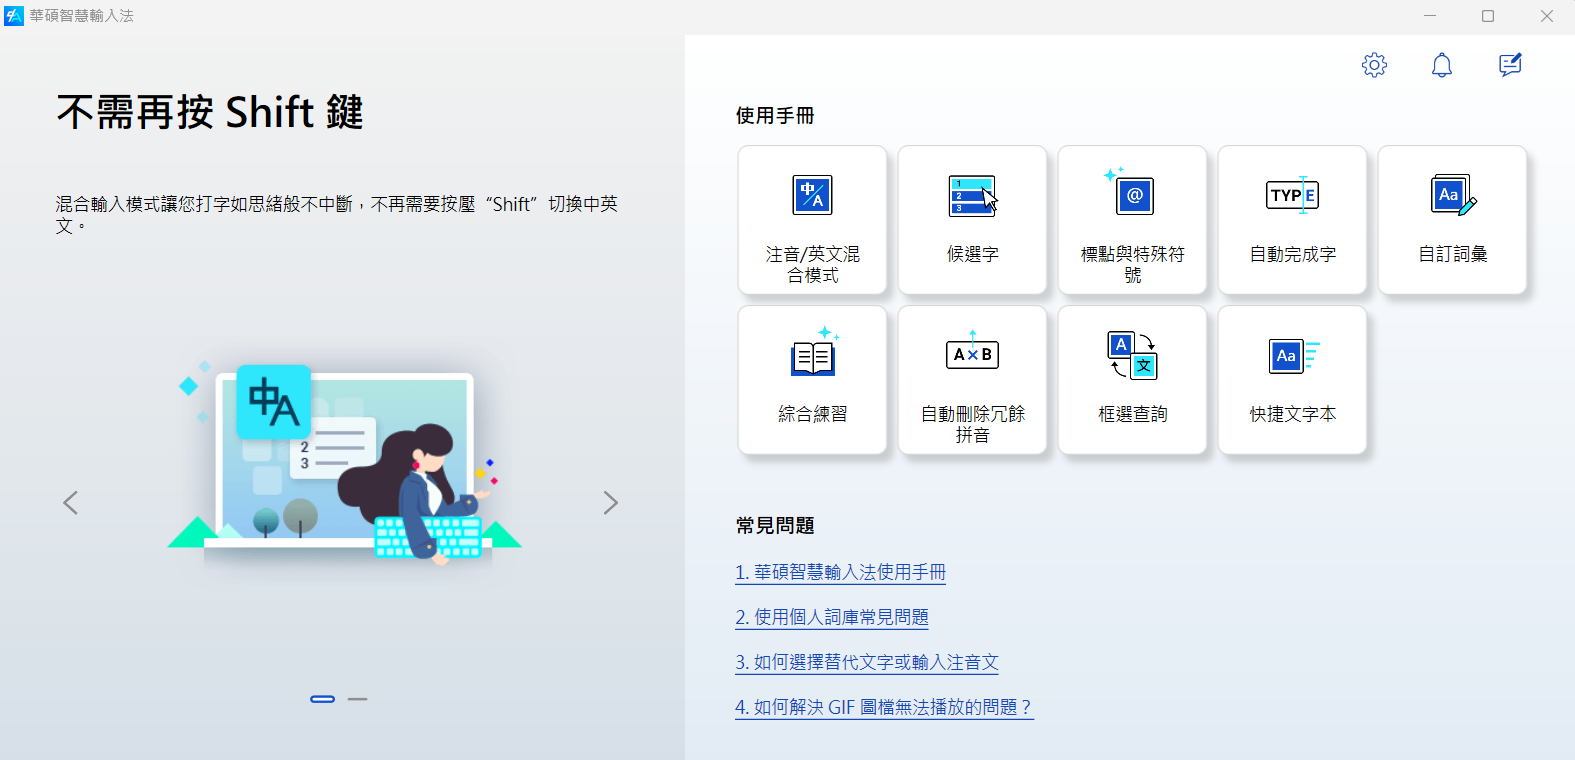 華碩智慧輸入法
不需再按 Shift 鍵
混合輸入模式讓您打字如思緒般不中斷，不再需要按壓“Shift”切換中英
文。
中A
2
3
使用手冊
中/A
注音/英文混
合模式
1
2
3
候選字
@
標點與特殊符
號
TYPE
自動完成字
Aa
自訂詞彙
綜合練習
A×B
自動刪除冗餘
拼音
A
文
框選查詢
Aa
快捷文字本
常見問題
1. 華碩智慧輸入法使用手冊
2. 使用個人詞庫常見問題
3. 如何選擇替代文字或輸入注音文
4. 如何解決 GIF 圖檔無法播放的問題？